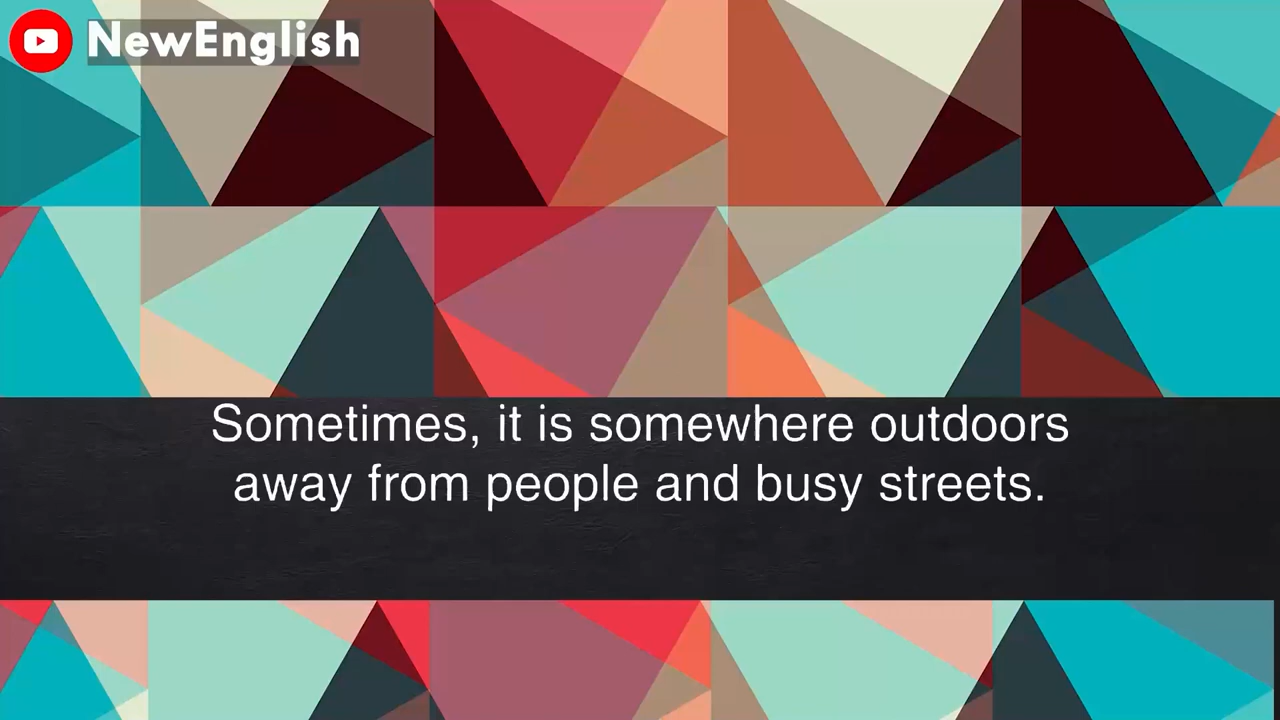 NewEnglish
Sometimes, it is somewhere outdoors
away from people and busy streets.